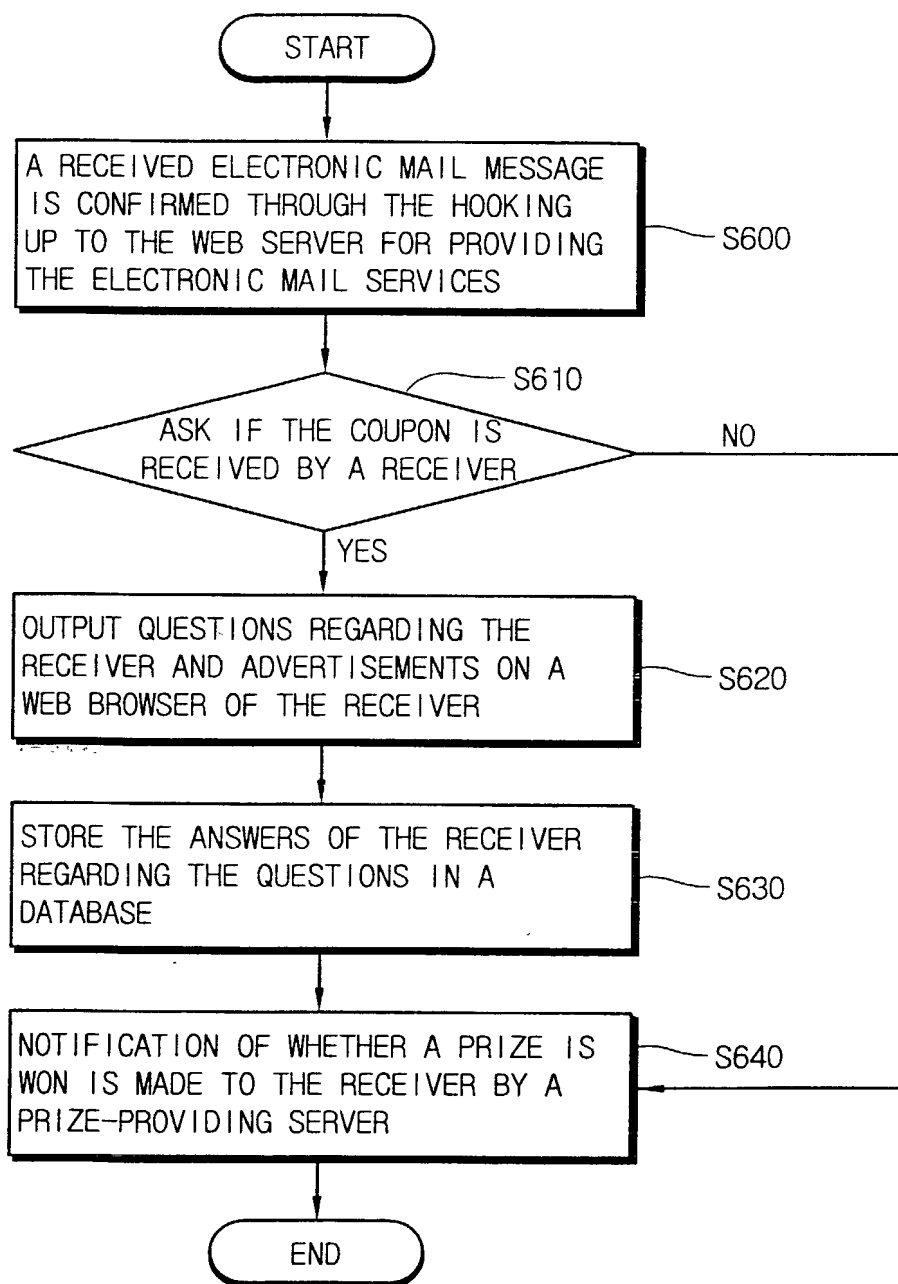 START
A RECEIVED ELECTRONIC MAIL MESSAGE
IS CONFIRMED THROUGH THE HOOKING
UP TO THE WEB SERVER FOR PROVIDING
THE ELECTRONIC MAIL SERVICES
S600
S610
ASK IF THE COUPON IS
RECEIVED BY A RECEIVER
NO
YES
OUTPUT QUESTIONS REGARDING THE
RECEIVER AND ADVERTISEMENTS ON A
WEB BROWSER OF THE RECEIVER
S620
STORE THE ANSWERS OF THE RECEIVER
REGARDING THE QUESTIONS IN A
DATABASE
S630
NOTIFICATION OF WHETHER A PRIZE IS
WON IS MADE TO THE RECEIVER BY A
PRIZE-PROVIDING SERVER
S640
END